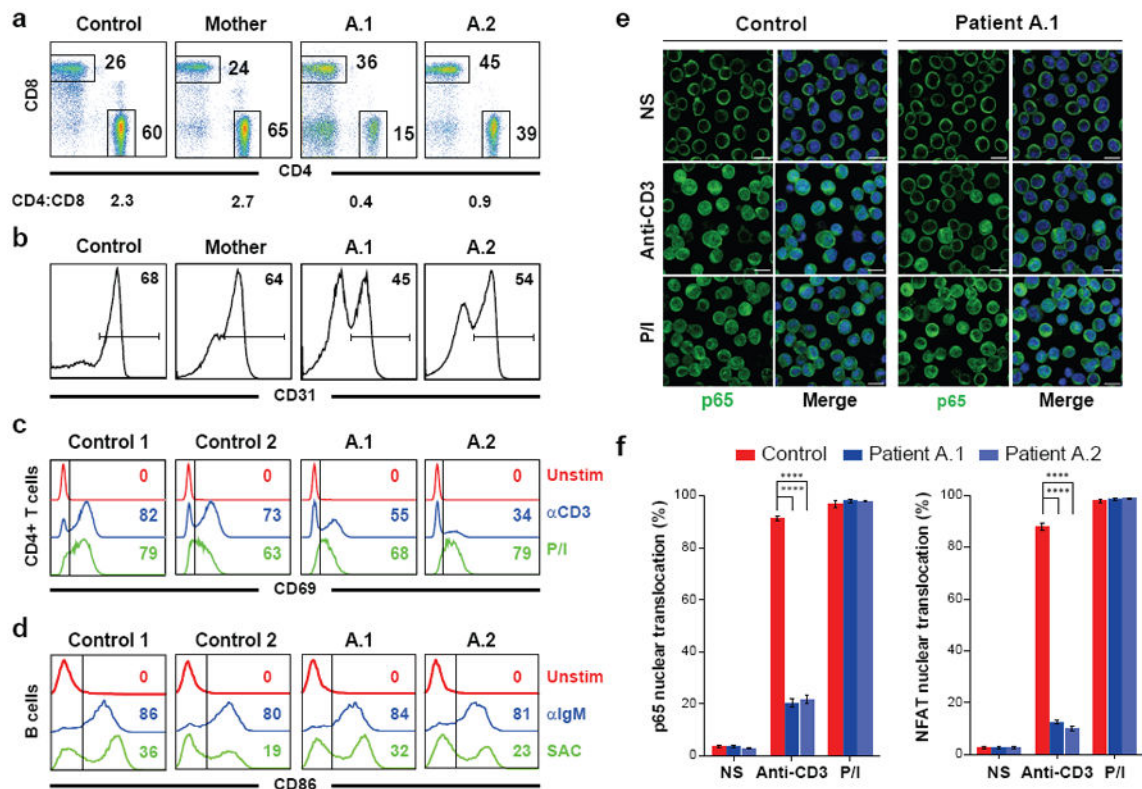 a
Control Mother A.1 A.2
CD8
26 24 36 45
60 65 15 39
CD4
CD4:CD8 2.3 2.7 0.4 0.9
b
Control Mother A.1 A.2
68 64 45 54
CD31
c
Control 1 Control 2 A.1 A.2
CD4+ T cells
0 0 0 0 Unstim
82 73 55 34 αCD3
79 63 68 79 P/I
CD69
d
Control 1 Control 2 A.1 A.2
B cells
0 0 0 0 Unstim
86 80 84 81 αIgM
36 19 32 23 SAC
CD86
e
Control Patient A.1
NS
Anti-CD3
P/I
p65 Merge p65 Merge
f
Control Patient A.1 Patient A.2
p65 nuclear translocation (%)
100
80
60
40
20
0
****
****
NS Anti-CD3 P/I
NFAT nuclear translocation (%)
100
80
60
40
20
0
****
****
NS Anti-CD3 P/I